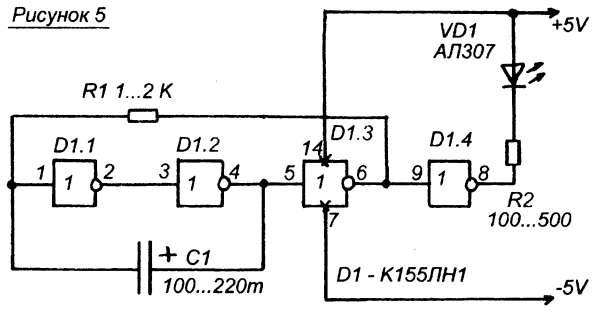 Рисунок 5
+5V
VD1
АЛ307
R1 1...2 К
D1.1
D1.2
14
D1.3
D1.4
1
1
2
3
1
4
5
1
6
9
1
8
7
R2
100...500
+
C1
100...220m
D1 - К155ЛН1
-5V